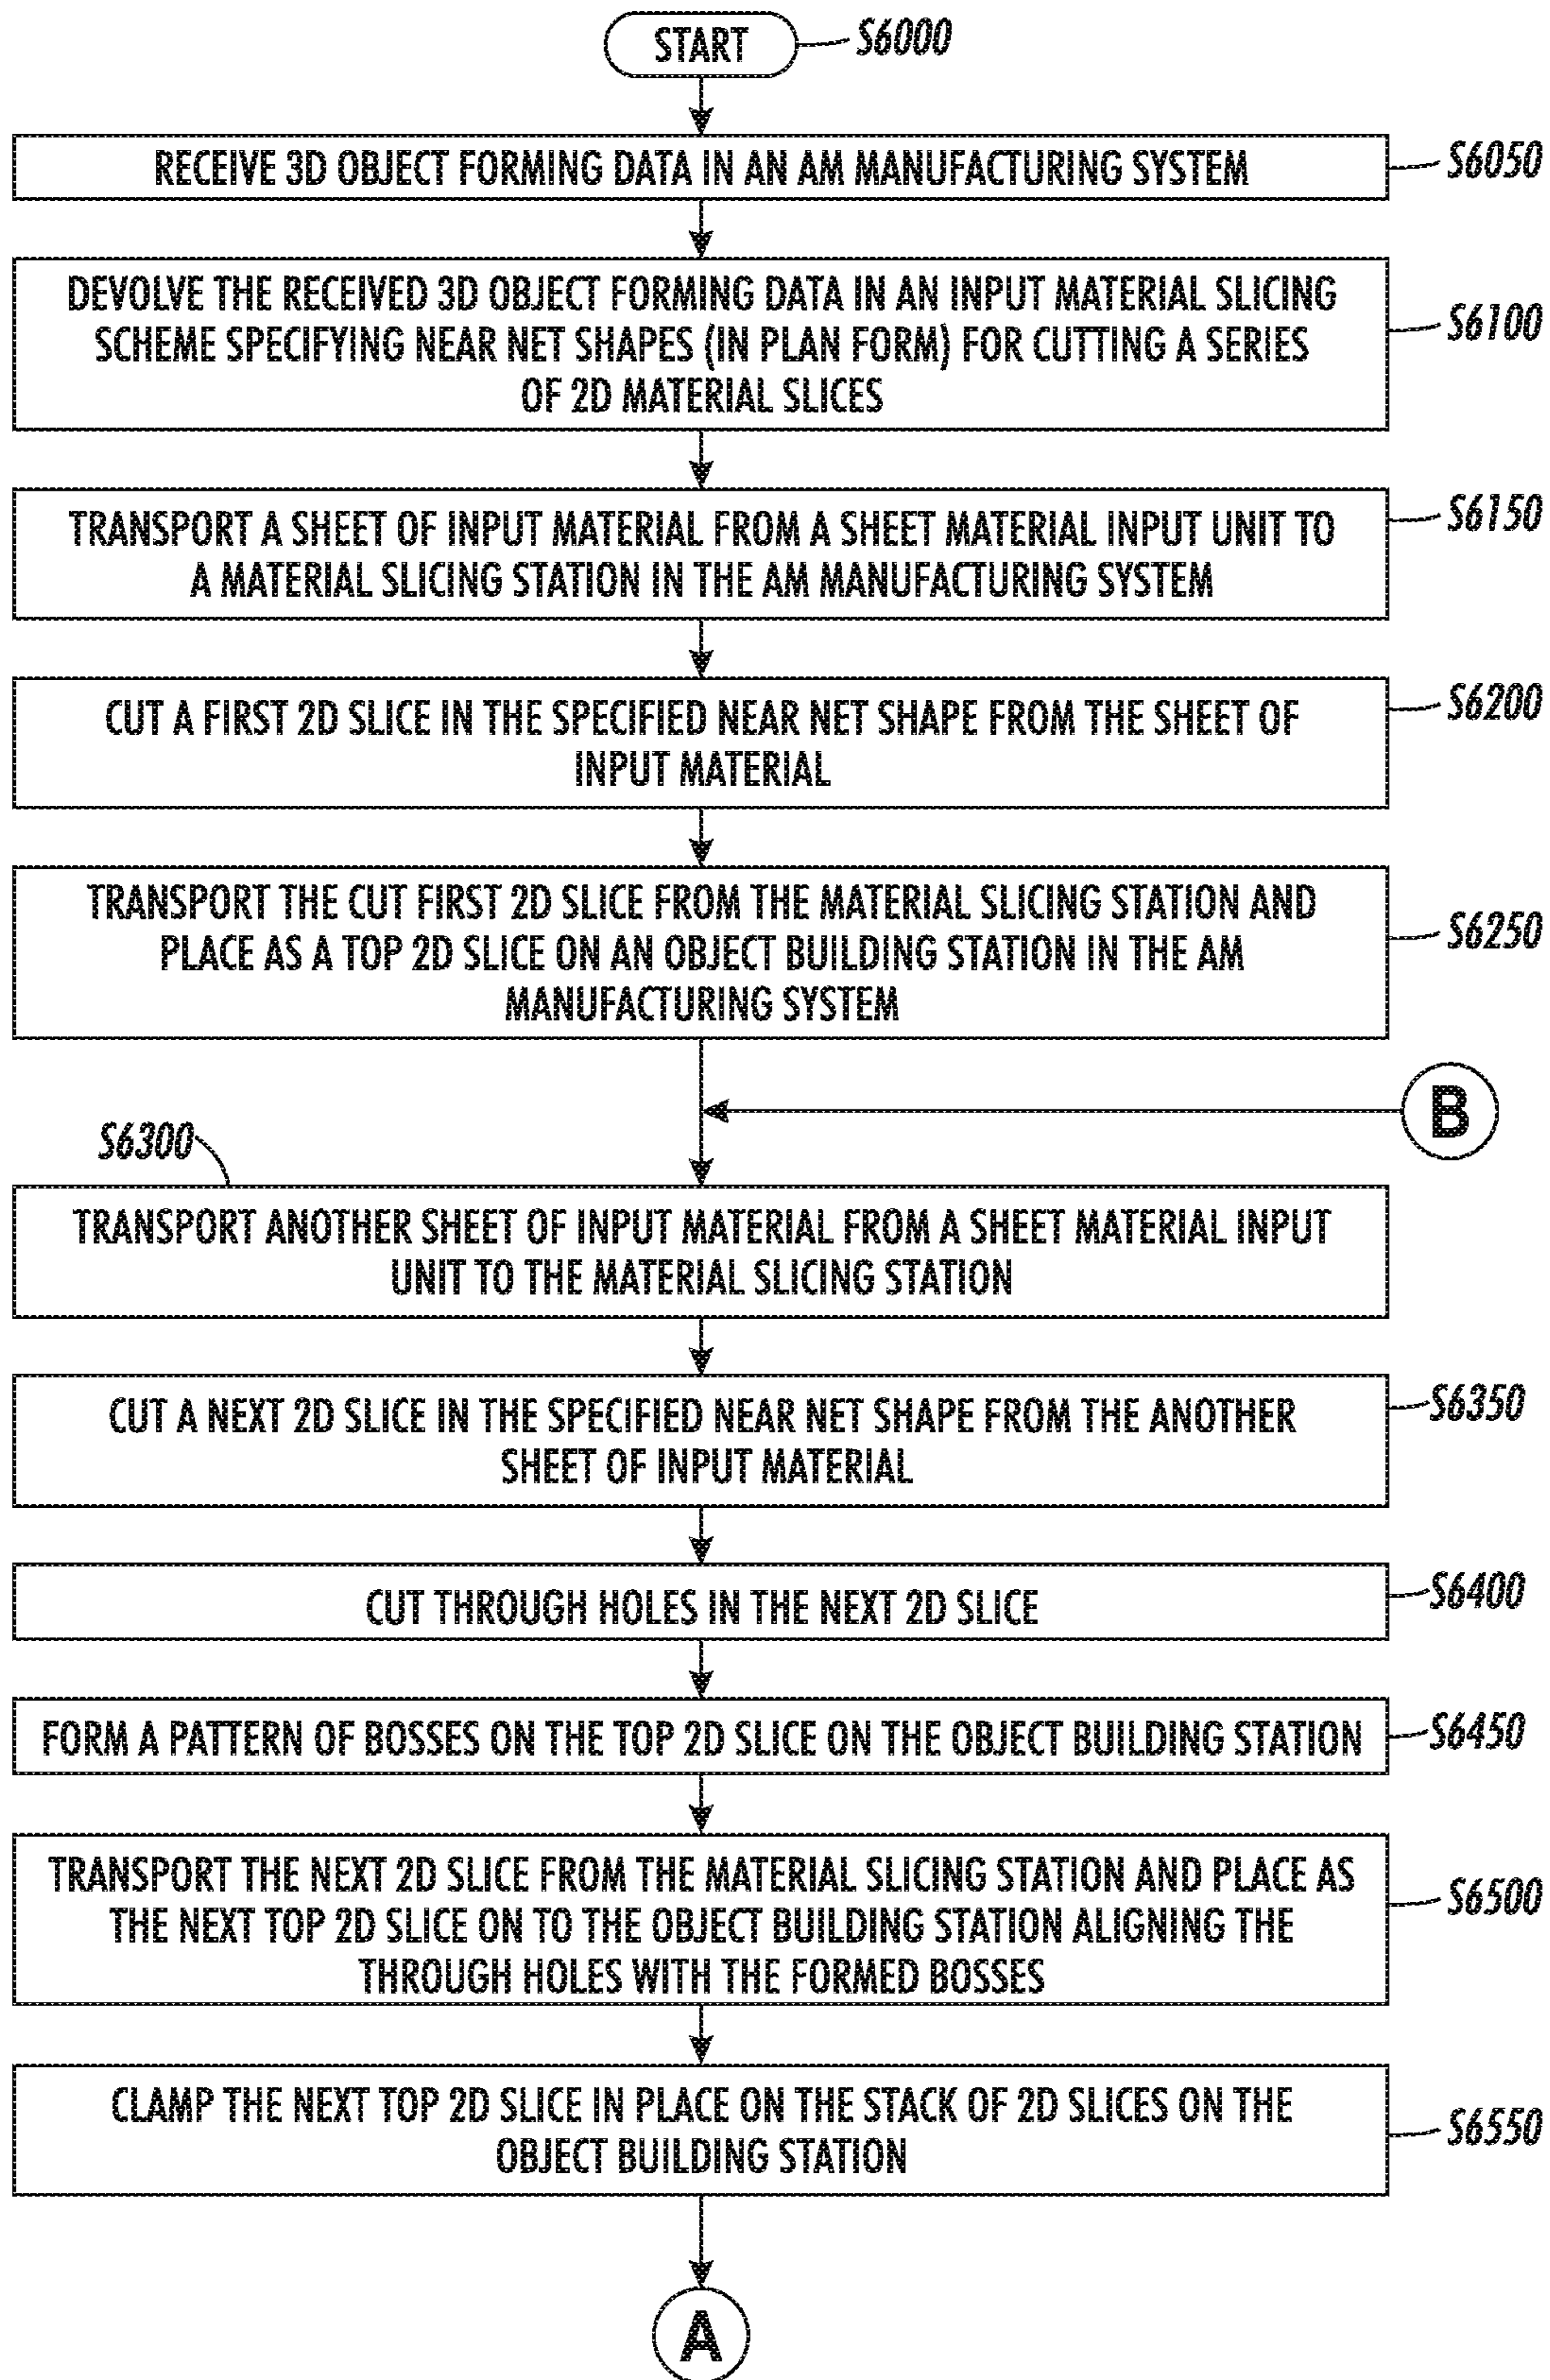 START
S6000
RECEIVE 3D OBJECT FORMING DATA IN AN AM MANUFACTURING SYSTEM
S6050
DEVOLVE THE RECEIVED 3D OBJECT FORMING DATA IN AN INPUT MATERIAL SLICING
SCHEME SPECIFYING NEAR NET SHAPES (IN PLAN FORM) FOR CUTTING A SERIES
OF 2D MATERIAL SLICES
S6100
TRANSPORT A SHEET OF INPUT MATERIAL FROM A SHEET MATERIAL INPUT UNIT TO
A MATERIAL SLICING STATION IN THE AM MANUFACTURING SYSTEM
S6150
CUT A FIRST 2D SLICE IN THE SPECIFIED NEAR NET SHAPE FROM THE SHEET OF
INPUT MATERIAL
S6200
TRANSPORT THE CUT FIRST 2D SLICE FROM THE MATERIAL SLICING STATION AND
PLACE AS A TOP 2D SLICE ON AN OBJECT BUILDING STATION IN THE AM
MANUFACTURING SYSTEM
S6250
B
S6300
TRANSPORT ANOTHER SHEET OF INPUT MATERIAL FROM A SHEET MATERIAL INPUT
UNIT TO THE MATERIAL SLICING STATION
CUT A NEXT 2D SLICE IN THE SPECIFIED NEAR NET SHAPE FROM THE ANOTHER
SHEET OF INPUT MATERIAL
S6350
CUT THROUGH HOLES IN THE NEXT 2D SLICE
S6400
FORM A PATTERN OF BOSSES ON THE TOP 2D SLICE ON THE OBJECT BUILDING STATION
S6450
TRANSPORT THE NEXT 2D SLICE FROM THE MATERIAL SLICING STATION AND PLACE AS
THE NEXT TOP 2D SLICE ON TO THE OBJECT BUILDING STATION ALIGNING THE
THROUGH HOLES WITH THE FORMED BOSSES
S6500
CLAMP THE NEXT TOP 2D SLICE IN PLACE ON THE STACK OF 2D SLICES ON THE
OBJECT BUILDING STATION
S6550
A